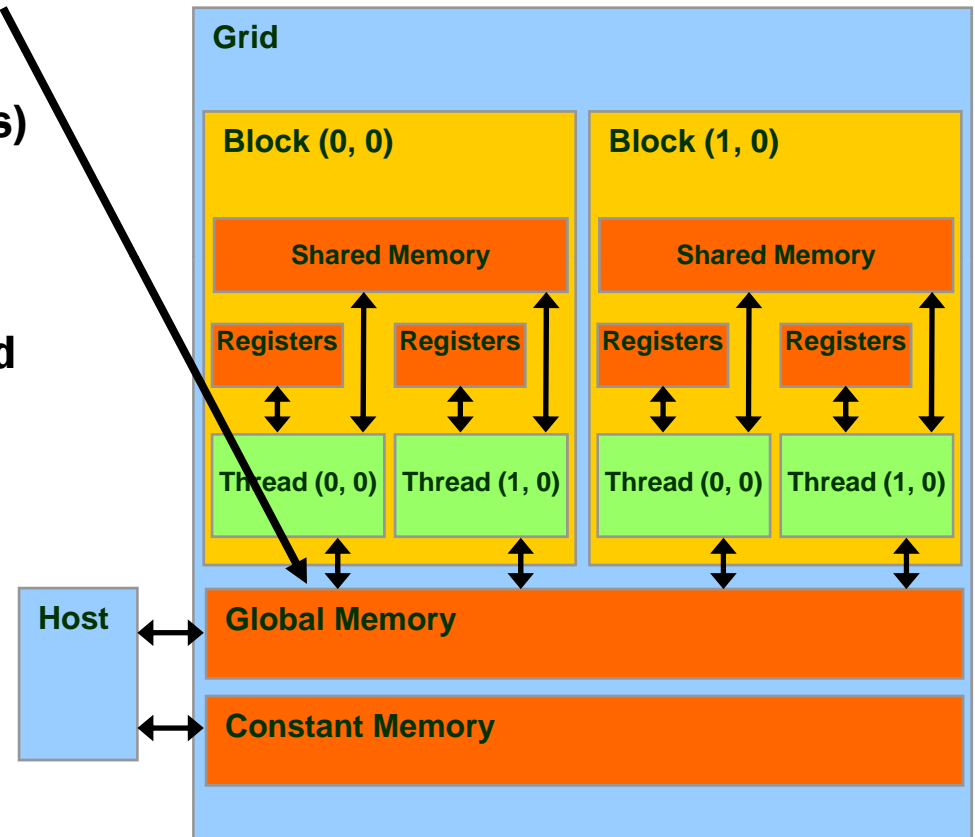 Grid
s)
Block (0, 0)
Block (1, 0)
Shared Memory
Shared Memory
d
Registers
Registers
Registers
Registers
Thread (0, 0)
Thread (1, 0)
Thread (0, 0)
Thread (1, 0)
Host
Global Memory
Constant Memory